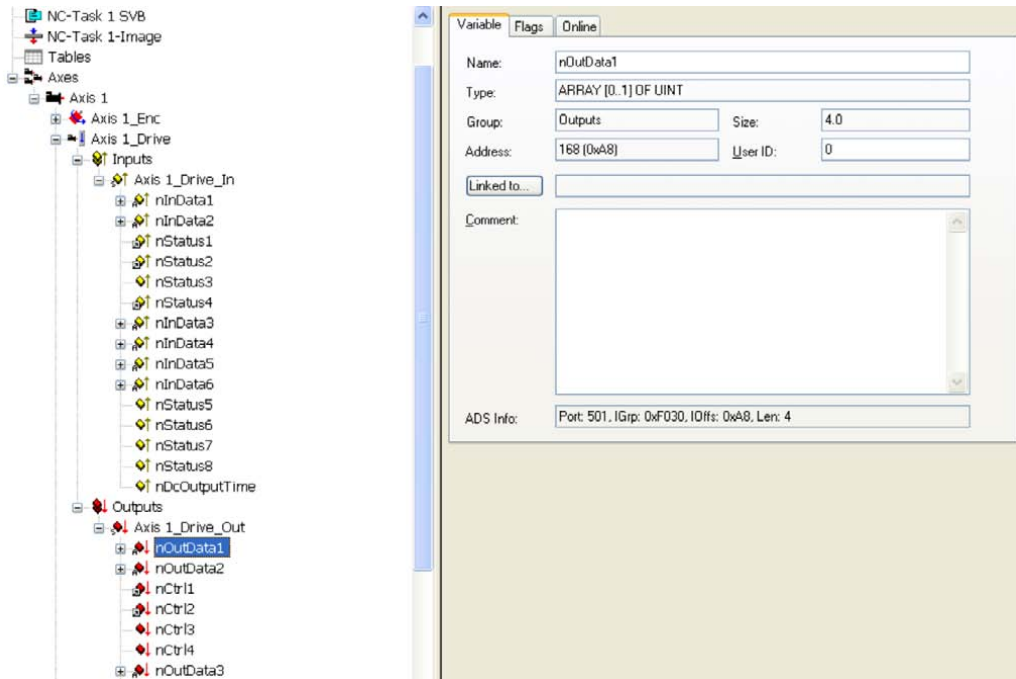 NC-Task 1 SVB
NC-Task 1-Image
Tables
Axes
Axis 1
Axis 1_Enc
Axis 1_Drive
Inputs
Axis 1_Drive_In
nInData1
nInData2
nStatus1
nStatus2
nStatus3
nStatus4
nInData3
nInData4
nInData5
nInData6
nStatus5
nStatus6
nStatus7
nStatus8
nDcOutputTime
Outputs
Axis 1_Drive_Out
nOutData1
nOutData2
nCtrl1
nCtrl2
nCtrl3
nCtrl4
nOutData3
Variable Flags Online
Name: nOutData1
Type: ARRAY [0..1] OF UINT
Group: Outputs Size: 4.0
Address: 168 (0xA8) User ID: 0
Linked to...
Comment:
ADS Info: Port: 501, IGrp: 0xF030, IOffs: 0xA8, Len: 4